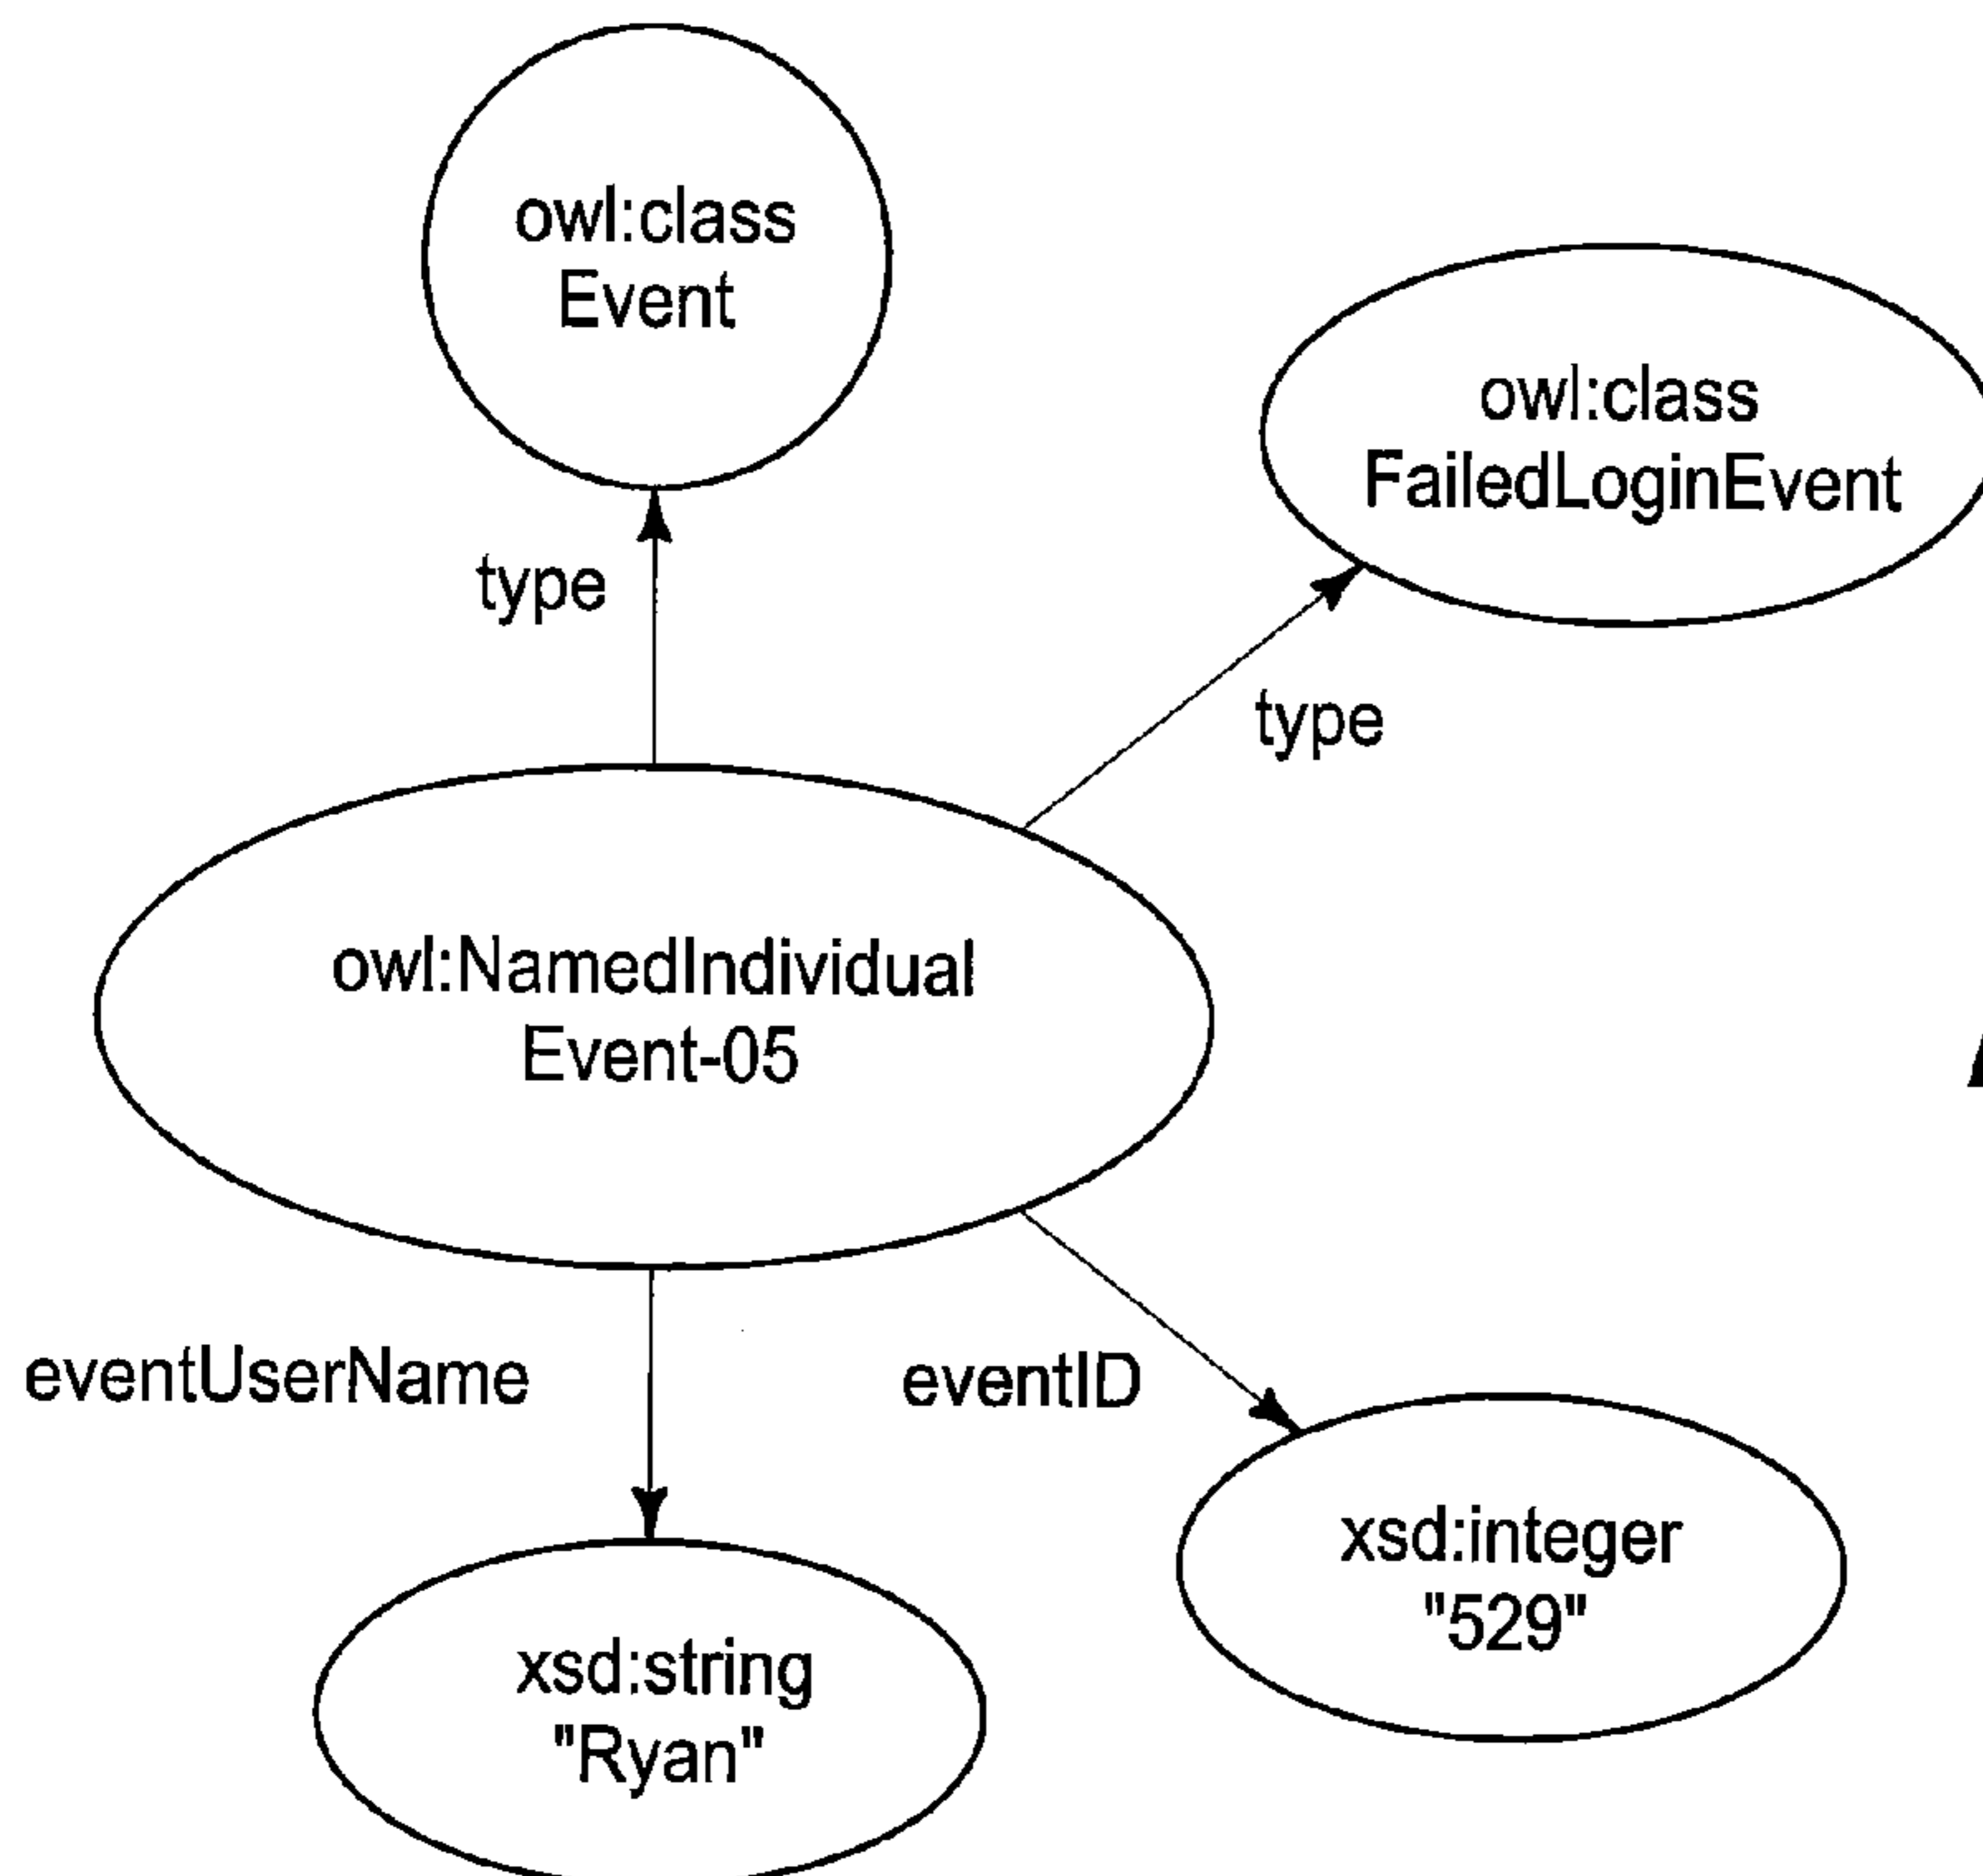 owl:class
Event
owl:class
FailedLoginEvent
type
type
owl:NamedIndividual
Event-05
eventUserName
eventID
xsd:integer
"529"
xsd:string
"Ryan"